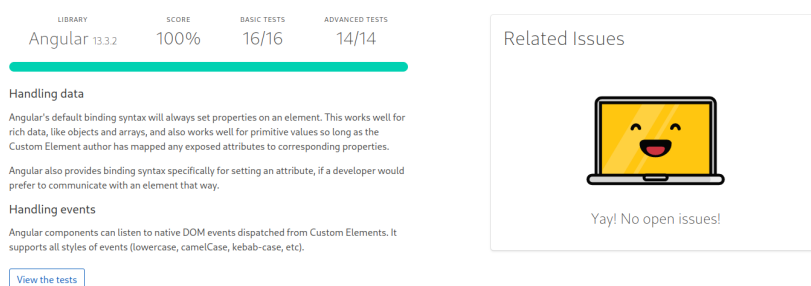 LIBRARY SCORE BASIC TESTS ADVANCED TESTS
Angular 13.3.2 100% 16/16 14/14
Handling data
Angular's default binding syntax will always set properties on an element. This works well for
rich data, like objects and arrays, and also works well for primitive values so long as the
Custom Element author has mapped any exposed attributes to corresponding properties.
Angular also provides binding syntax specifically for setting an attribute, if a developer would
prefer to communicate with an element that way.
Handling events
Angular components can listen to native DOM events dispatched from Custom Elements. It
supports all styles of events (lowercase, camelCase, kebab-case, etc).
View the tests
Related Issues
Yay! No open issues!